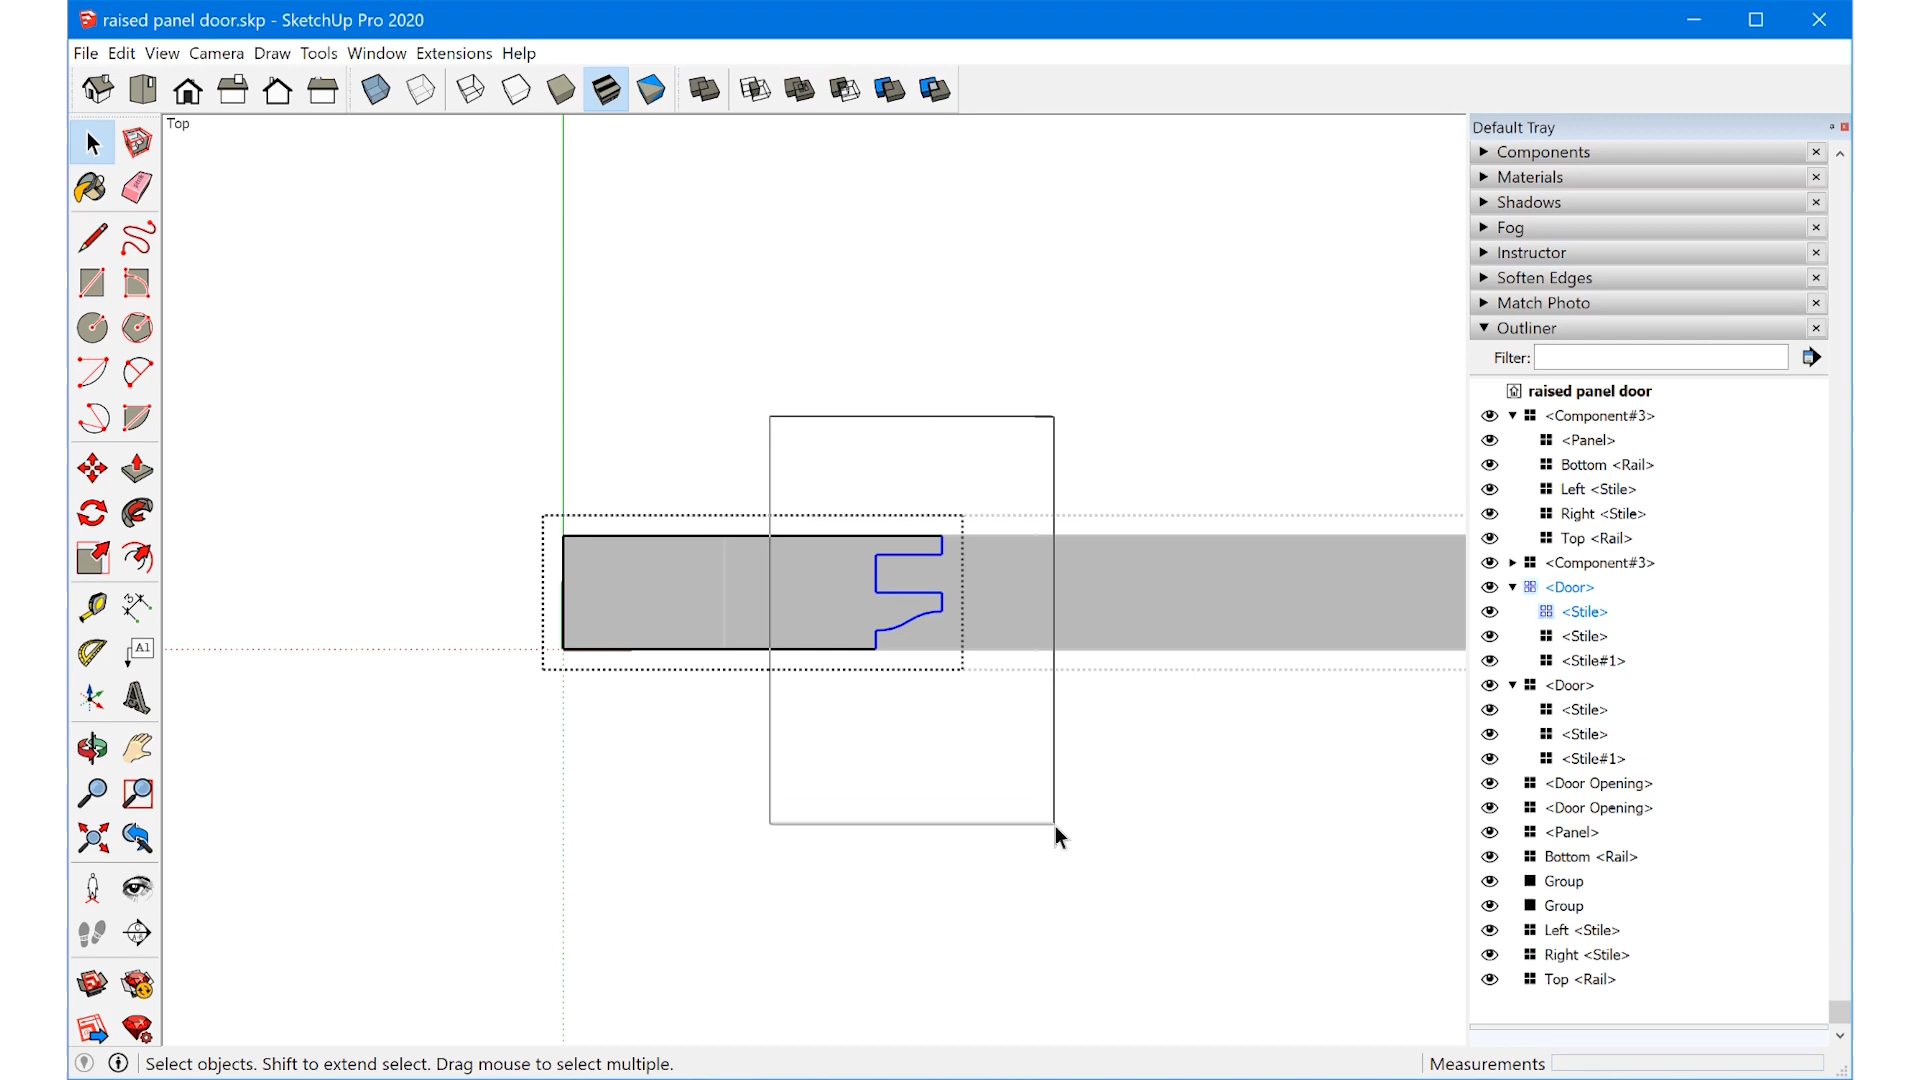 raised panel door.skp - SketchUp Pro 2020
File Edit View Camera Draw Tools Window Extensions Help
Top
Default Tray
Components
Materials
Shadows
Fog
Instructor
Soften Edges
Match Photo
Outliner
Filter:
raised panel door
<Component#3>
<Panel>
Bottom <Rail>
Left <Stile>
Right <Stile>
Top <Rail>
<Component#3>
<Door>
<Stile>
<Stile>
<Stile#1>
<Door>
<Stile>
<Stile>
<Stile#1>
<Door Opening>
<Door Opening>
<Panel>
Bottom <Rail>
Group
Group
Left <Stile>
Right <Stile>
Top <Rail>
A1
Select objects. Shift to extend select. Drag mouse to select multiple.
Measurements